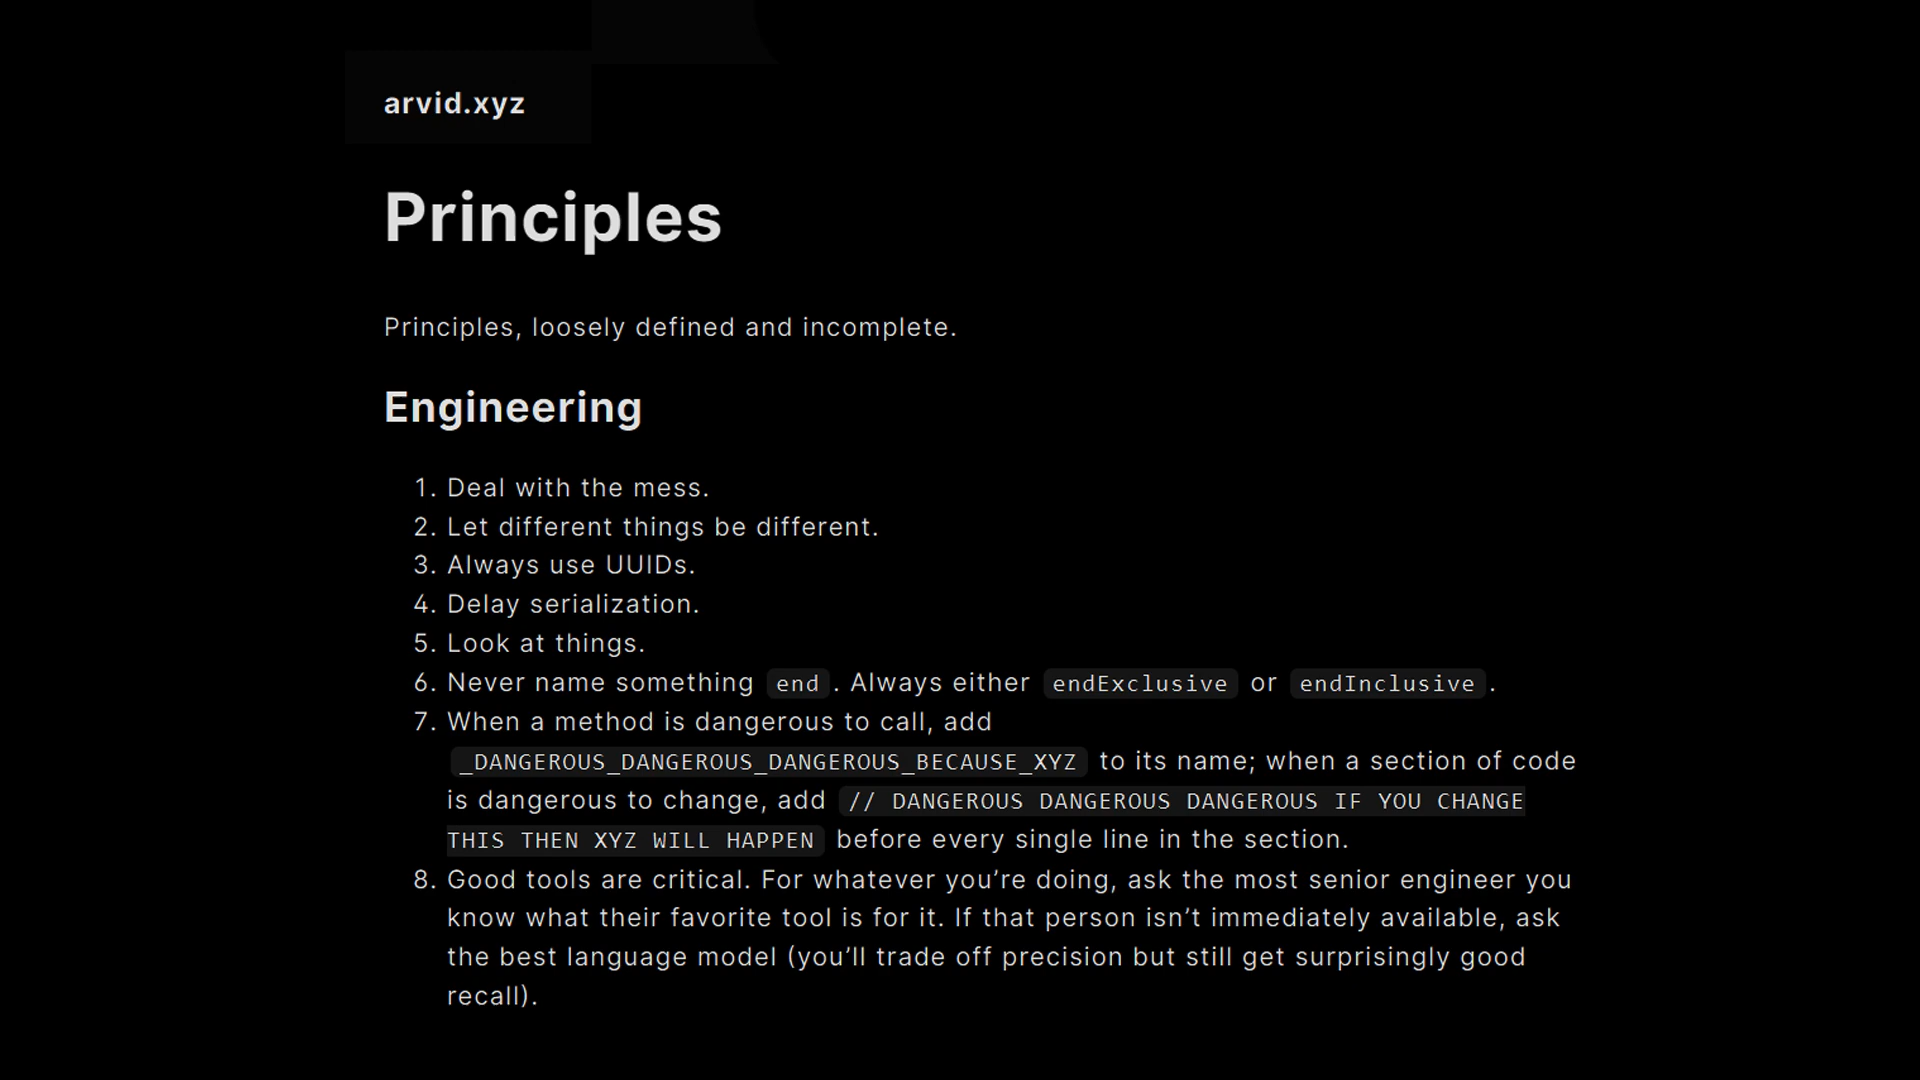 arvid.xyz
Principles
Principles, loosely defined and incomplete.
Engineering
1. Deal with the mess.
2. Let different things be different.
3. Always use UUIDs.
4. Delay serialization.
5. Look at things.
6. Never name something end. Always either endExclusive or endInclusive.
7. When a method is dangerous to call, add
_DANGEROUS_DANGEROUS_DANGEROUS_BECAUSE_XYZ to its name; when a section of code
is dangerous to change, add // DANGEROUS DANGEROUS DANGEROUS IF YOU CHANGE
THIS THEN XYZ WILL HAPPEN before every single line in the section.
8. Good tools are critical. For whatever you’re doing, ask the most senior engineer you
know what their favorite tool is for it. If that person isn’t immediately available, ask
the best language model (you’ll trade off precision but still get surprisingly good
recall).